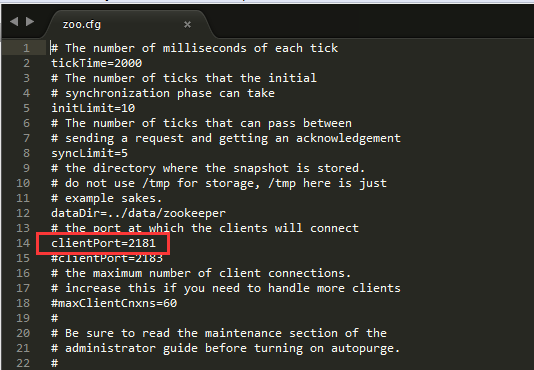 zoo.cfg ×
1 # The number of milliseconds of each tick
2 tickTime=2000
3 # The number of ticks that the initial
4 # synchronization phase can take
5 initLimit=10
6 # The number of ticks that can pass between
7 # sending a request and getting an acknowledgement
8 syncLimit=5
9 # the directory where the snapshot is stored.
10 # do not use /tmp for storage, /tmp here is just
11 # example sakes.
12 dataDir=../data/zookeeper
13 # the port at which the clients will connect
14 clientPort=2181
15 #clientPort=2183
16 # the maximum number of client connections.
17 # increase this if you need to handle more clients
18 #maxClientCnxns=60
19 #
20 # Be sure to read the maintenance section of the
21 # administrator guide before turning on autopurge.
22 #